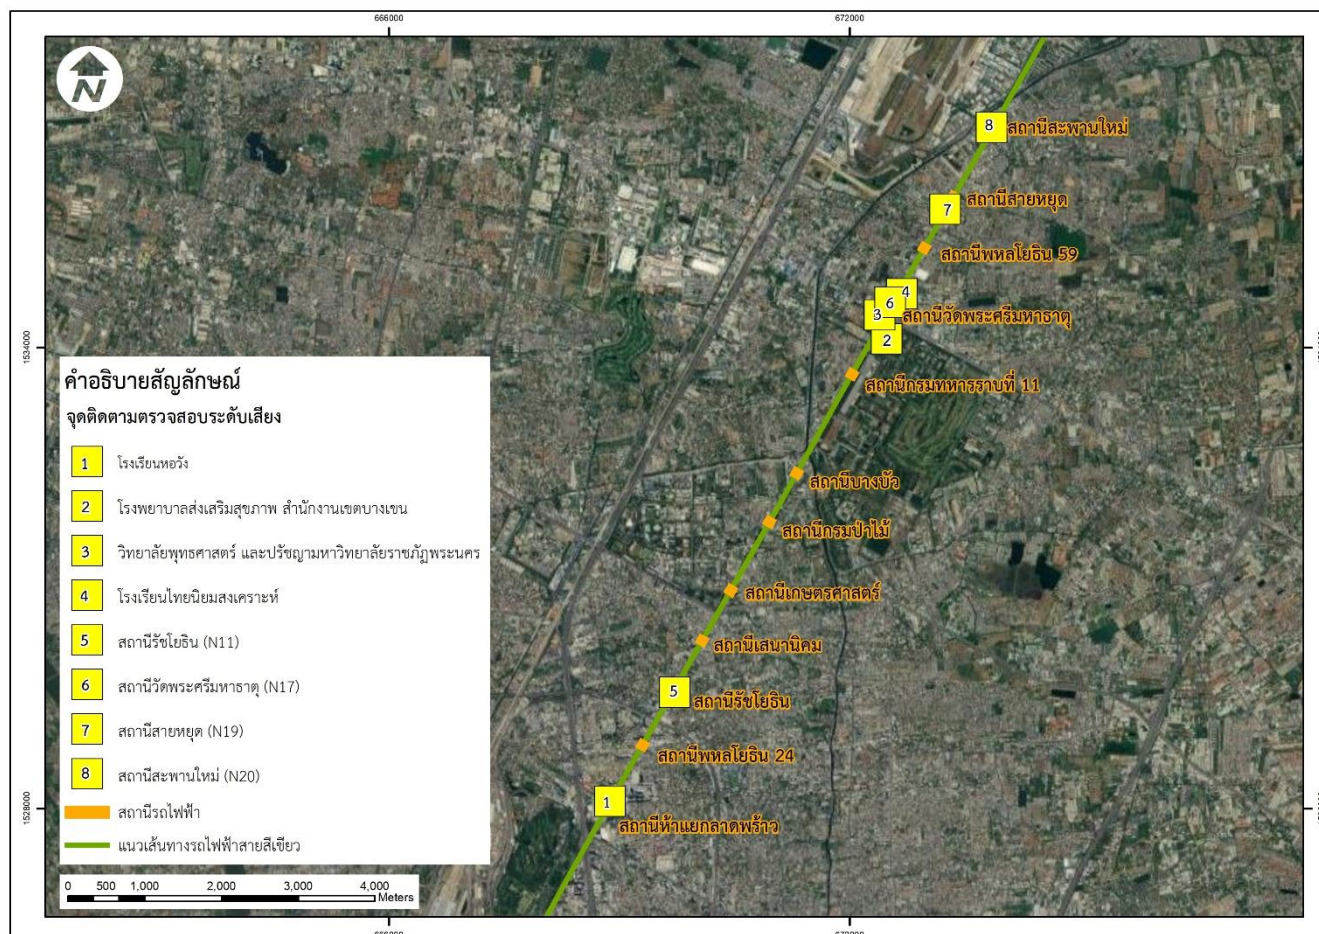 666000
672000
N
8
สถานีสะพานใหม่
สถานีสายหยุด
7
สถานีพหลโยธิน 59
4
6
3
สถานีวัดพระศรีมหาธาตุ
2
1534000
สถานีกรมทหารราบที่ 11
คำอธิบายสัญลักษณ์
จุดติดตามตรวจสอบระดับเสียง
1 โรงเรียนหอวัง
2 โรงพยาบาลส่งเสริมสุขภาพ สำนักงานเขตบางเขน
3 วิทยาลัยพุทธศาสตร์ และปรัชญามหาวิทยาลัยราชภัฏพระนคร
4 โรงเรียนไทยนิยมสงเคราะห์
5 สถานีรัชโยธิน (N11)
6 สถานีวัดพระศรีมหาธาตุ (N17)
7 สถานีสายหยุด (N19)
8 สถานีสะพานใหม่ (N20)
สถานีรถไฟฟ้า
แนวเส้นทางรถไฟฟ้าสายสีเขียว
0 500 1,000 2,000 3,000 4,000
Meters
สถานีบางบัว
สถานีกรมป่าไม้
สถานีเกษตรศาสตร์
สถานีเสนานิคม
5
สถานีรัชโยธิน
สถานีพหลโยธิน 24
1
สถานีห้าแยกลาดพร้าว
1528000